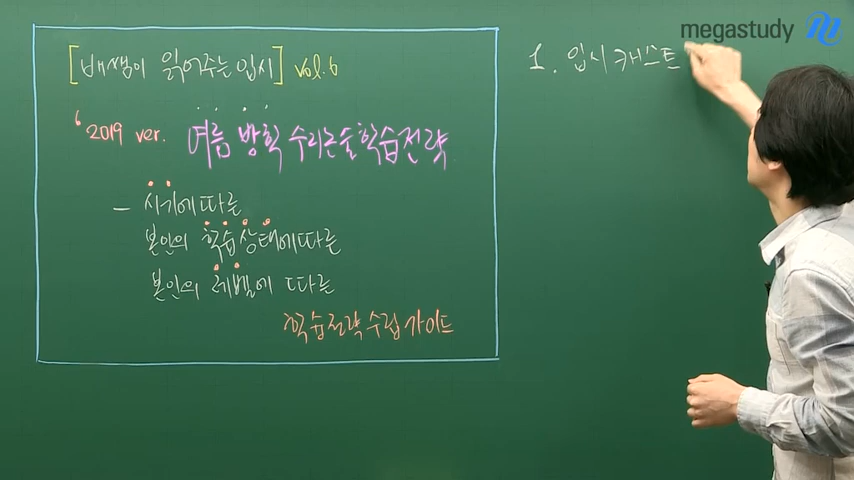 [배쌤이 읽어주는 입시] vol.6
'2019 ver. 여름방학 수리논술 학습전략
- 시기에 따른
본인의 학습상태에 따른
본인의 레벨에 따른
학습전략 수립 가이드
1. 입시 캐스트
megastudy